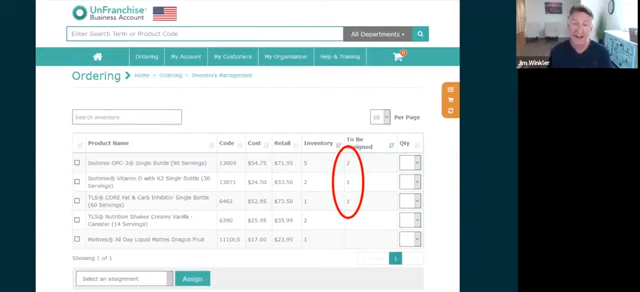 UnFranchise
Business Account
Enter Search Term or Product Code
All Departments
Ordering
My Account
My Customers
My Organization
Help & Training
0
Ordering
Home
Ordering
Inventory Management
Search inventory
10
Per Page
Product Name Code Cost Retail Inventory To Be Assigned Qty
Isotonix OPC-3® Single Bottle (90 Servings) 13009 $54.75 $71.95 5 2
Isotonix® Vitamin D with K2 Single Bottle (30 Servings) 13071 $24.50 $33.50 2 1
TLS® CORE Fat & Carb Inhibitor Single Bottle (60 Servings) 6462 $52.95 $73.50 1 1
TLS® Nutrition Shakes Creamy Vanilla - Canister (14 Servings) 6390 $25.95 $35.99 2
Motives® All Day Liquid Mattes Dragon Fruit 111DLS $17.00 $23.95 1
Showing 1 of 1
1
Select an assignment
Assign
Jim Winkler